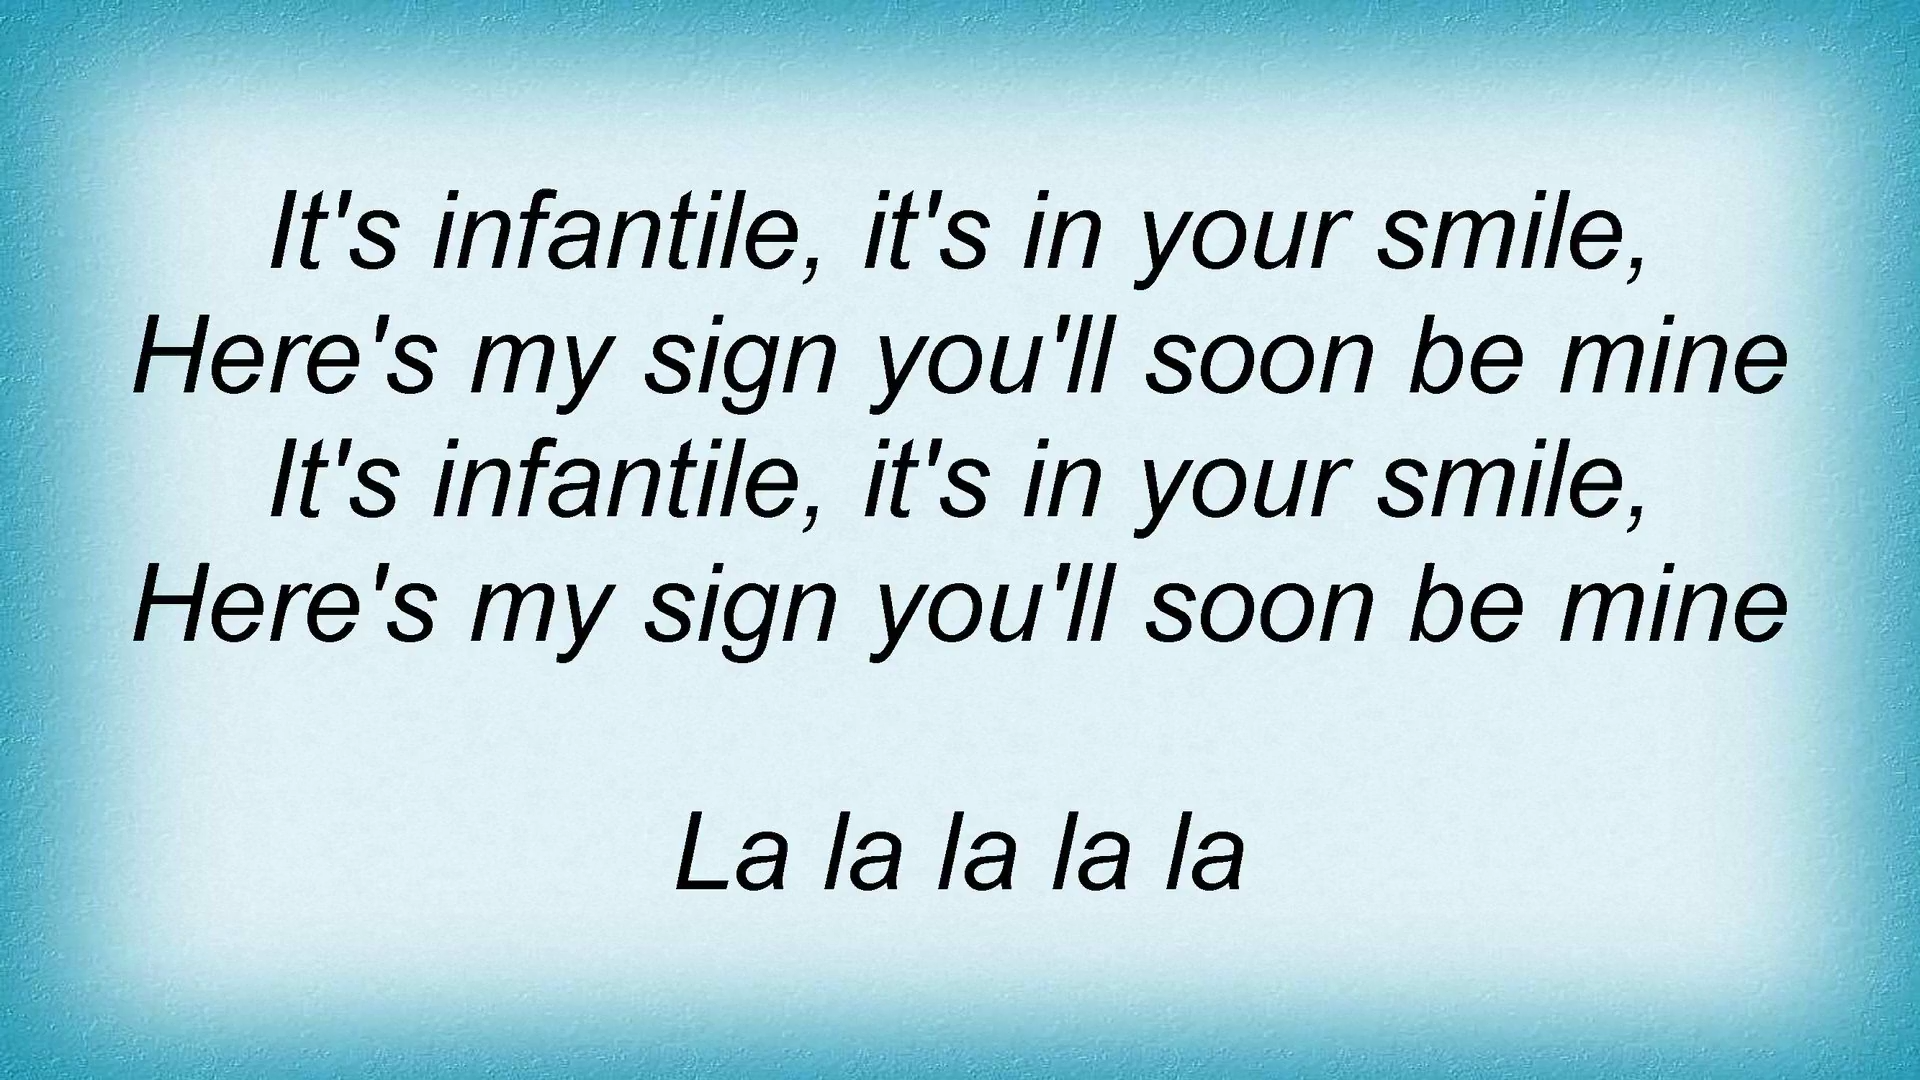 It's infantile, it's in your smile,
Here's my sign you'll soon be mine
It's infantile, it's in your smile,
Here's my sign you'll soon be mine
La la la la la